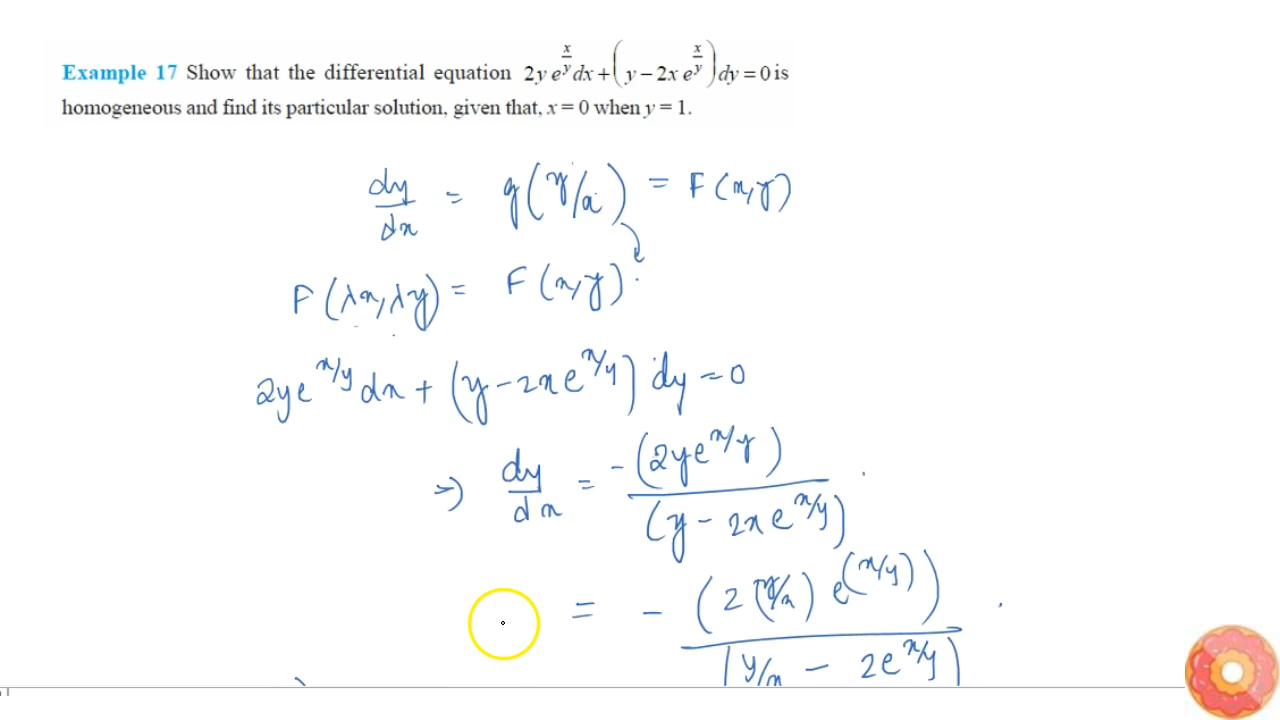 Example 17 Show that the differential equation 2y e^(x/y) dx + (y − 2x e^(x/y)) dy = 0 is
homogeneous and find its particular solution, given that, x = 0 when y = 1.
dy/dx = g(y/x) = F(x,y)
F(λx,λy) = F(x,y).
2ye^(x/y) dx + (y − 2xe^(x/y)) dy = 0
⇒ dy/dx = −(2ye^(x/y)) / (y − 2xe^(x/y))
= − (2 (y/x) e^(x/y)) / (y/x − 2e^(x/y))